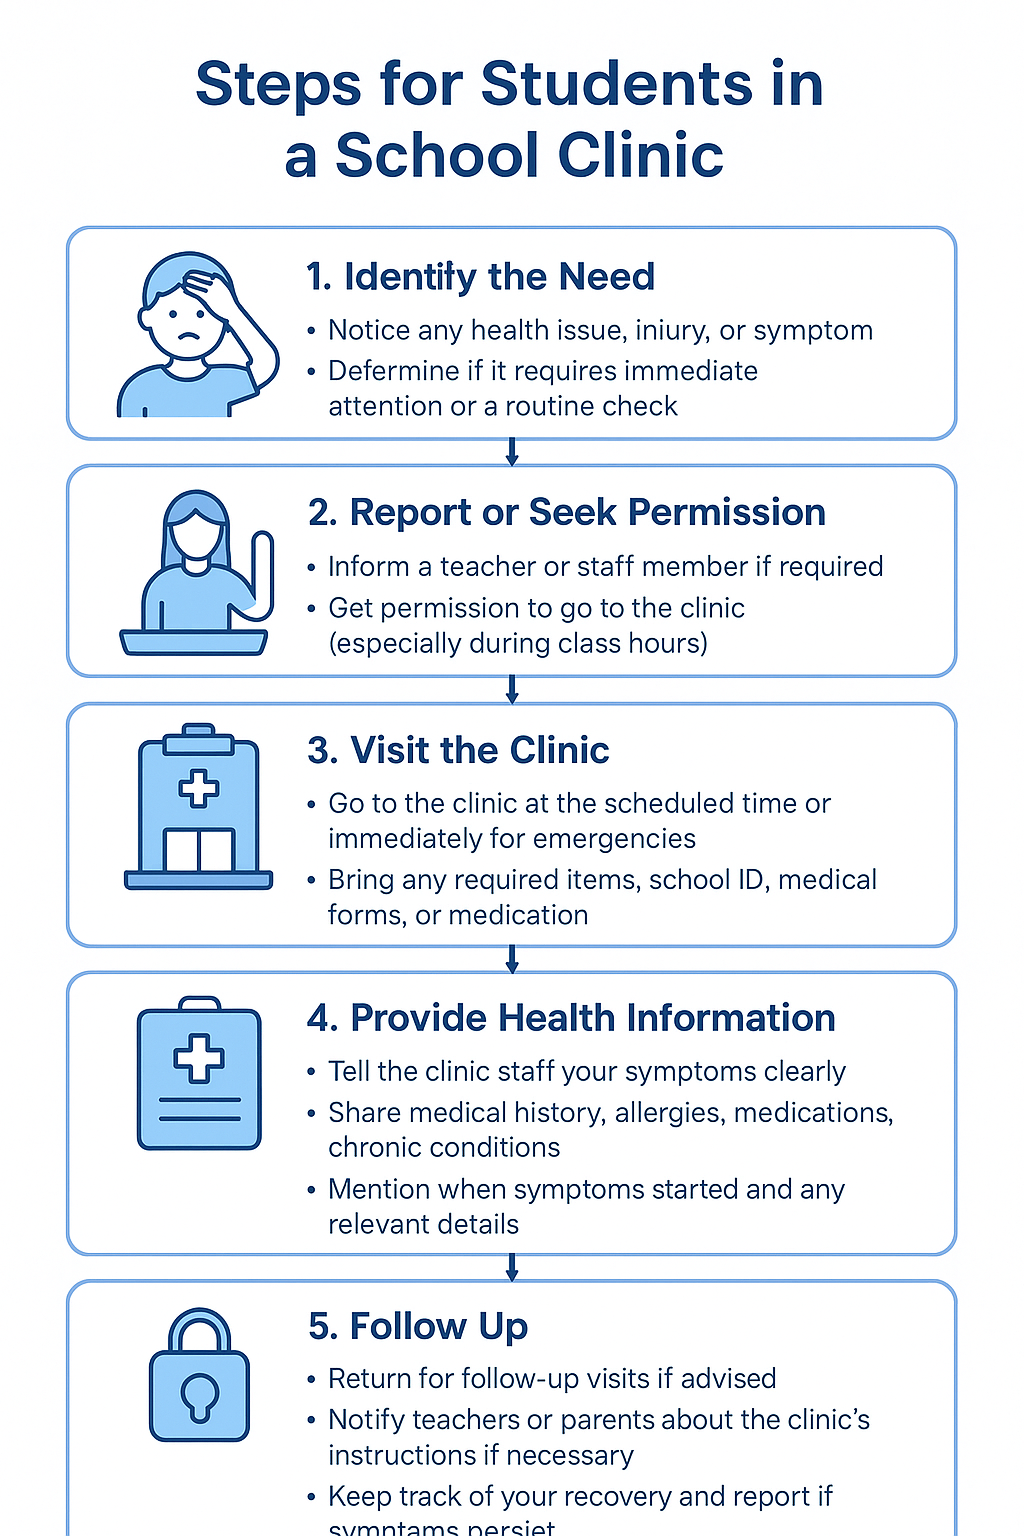 Steps for Students in
a School Clinic
1. Identify the Need
• Notice any health issue, iniury, or symptom
• Defermine if it requires immediate
attention or a routine check
2. Report or Seek Permission
• Inform a teacher or staff member if required
• Get permission to go to the clinic
(especially during class hours)
3. Visit the Clinic
• Go to the clinic at the scheduled time or
immediately for emergencies
• Bring any required items, school ID, medical
forms, or medication
4. Provide Health Information
• Tell the clinic staff your symptoms clearly
• Share medical history, allergies, medications,
chronic conditions
• Mention when symptoms started and any
relevant details
5. Follow Up
• Return for follow-up visits if advised
• Notify teachers or parents about the clinic's
instructions if necessary
• Keep track of your recovery and report if